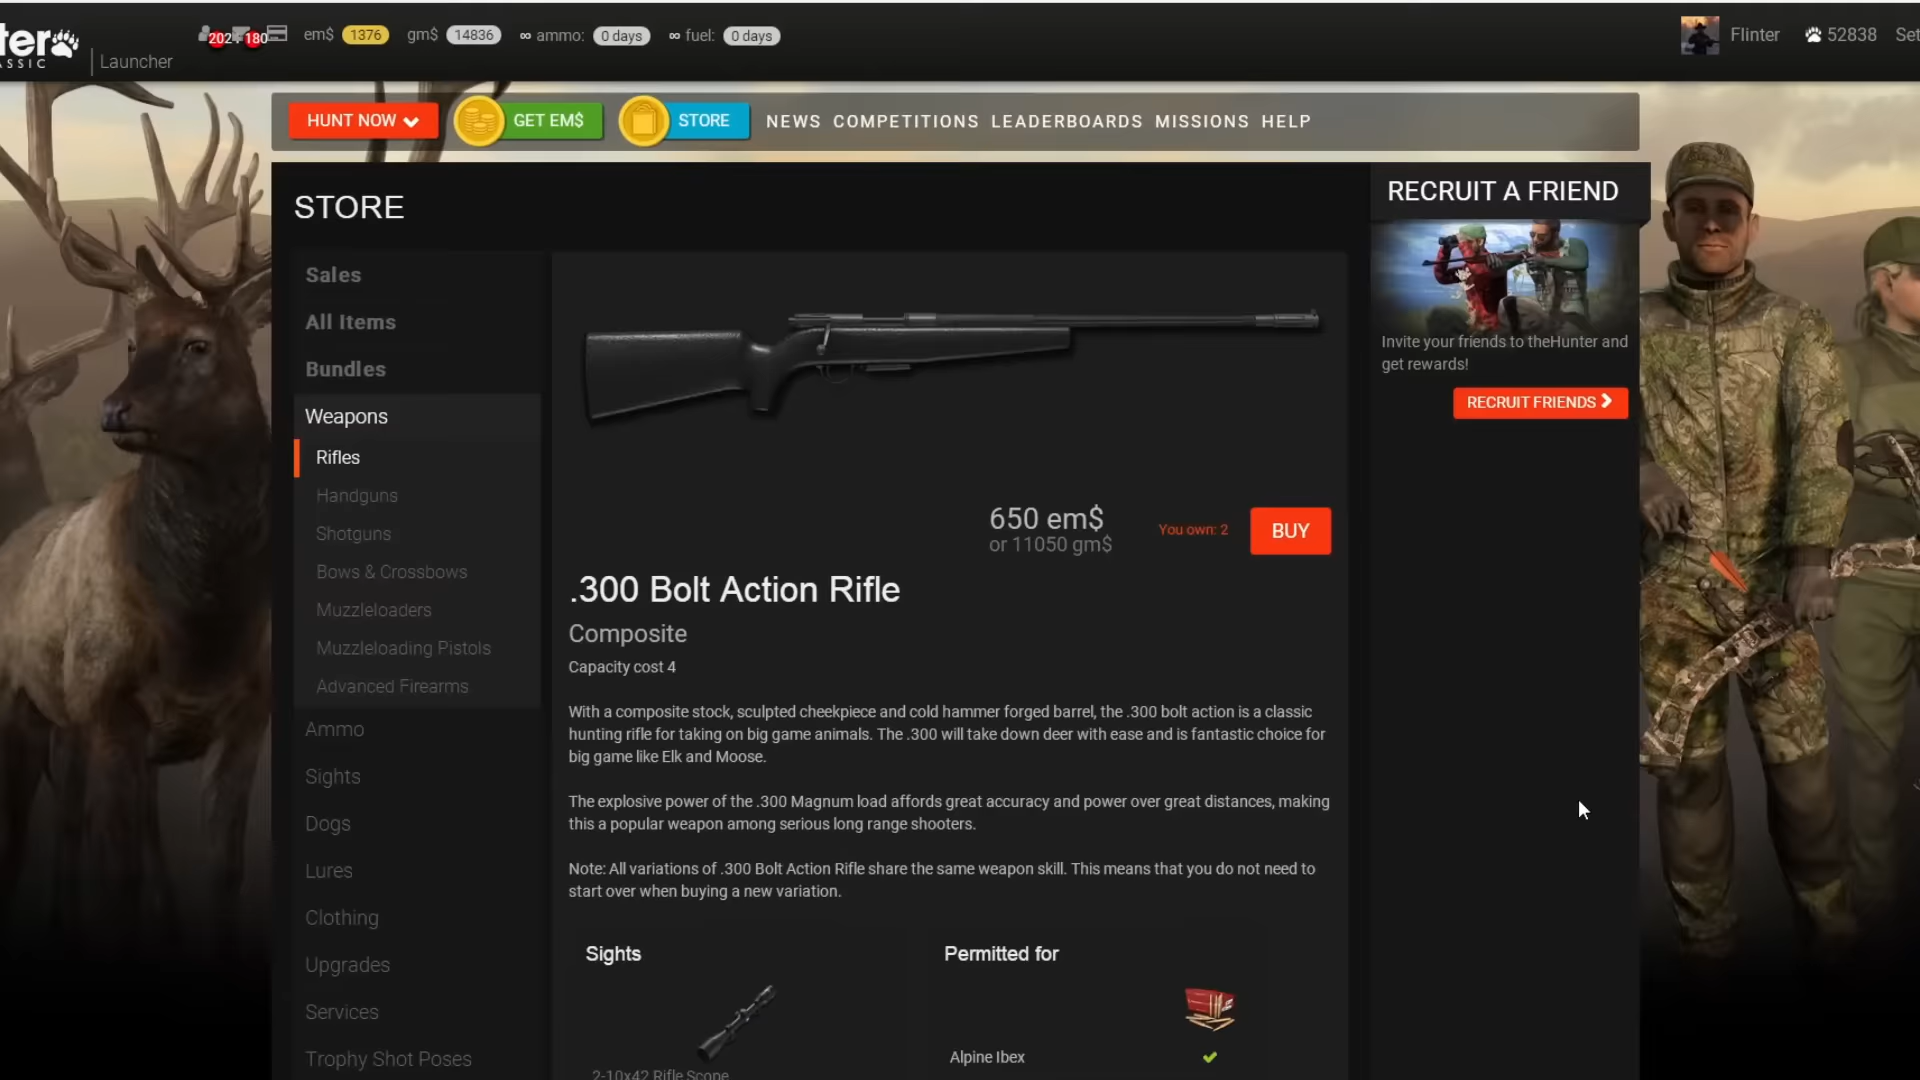 ter
ASSIC
Launcher
202 180
em$ 1376 gm$ 14836 ∞ ammo: 0 days ∞ fuel: 0 days
Flinter 52838 Set
HUNT NOW GET EM$ STORE NEWS COMPETITIONS LEADERBOARDS MISSIONS HELP
STORE
Sales
All Items
Bundles
Weapons
Rifles
Handguns
Shotguns
Bows & Crossbows
Muzzleloaders
Muzzleloading Pistols
Advanced Firearms
Ammo
Sights
Dogs
Lures
Clothing
Upgrades
Services
Trophy Shot Poses
650 em$
or 11050 gm$
You own: 2
BUY
.300 Bolt Action Rifle
Composite
Capacity cost 4
With a composite stock, sculpted cheekpiece and cold hammer forged barrel, the .300 bolt action is a classic
hunting rifle for taking on big game animals. The .300 will take down deer with ease and is fantastic choice for
big game like Elk and Moose.
The explosive power of the .300 Magnum load affords great accuracy and power over great distances, making
this a popular weapon among serious long range shooters.
Note: All variations of .300 Bolt Action Rifle share the same weapon skill. This means that you do not need to
start over when buying a new variation.
Sights
2-10x42 Rifle Scope
Permitted for
Alpine Ibex
RECRUIT A FRIEND
Invite your friends to theHunter and
get rewards!
RECRUIT FRIENDS